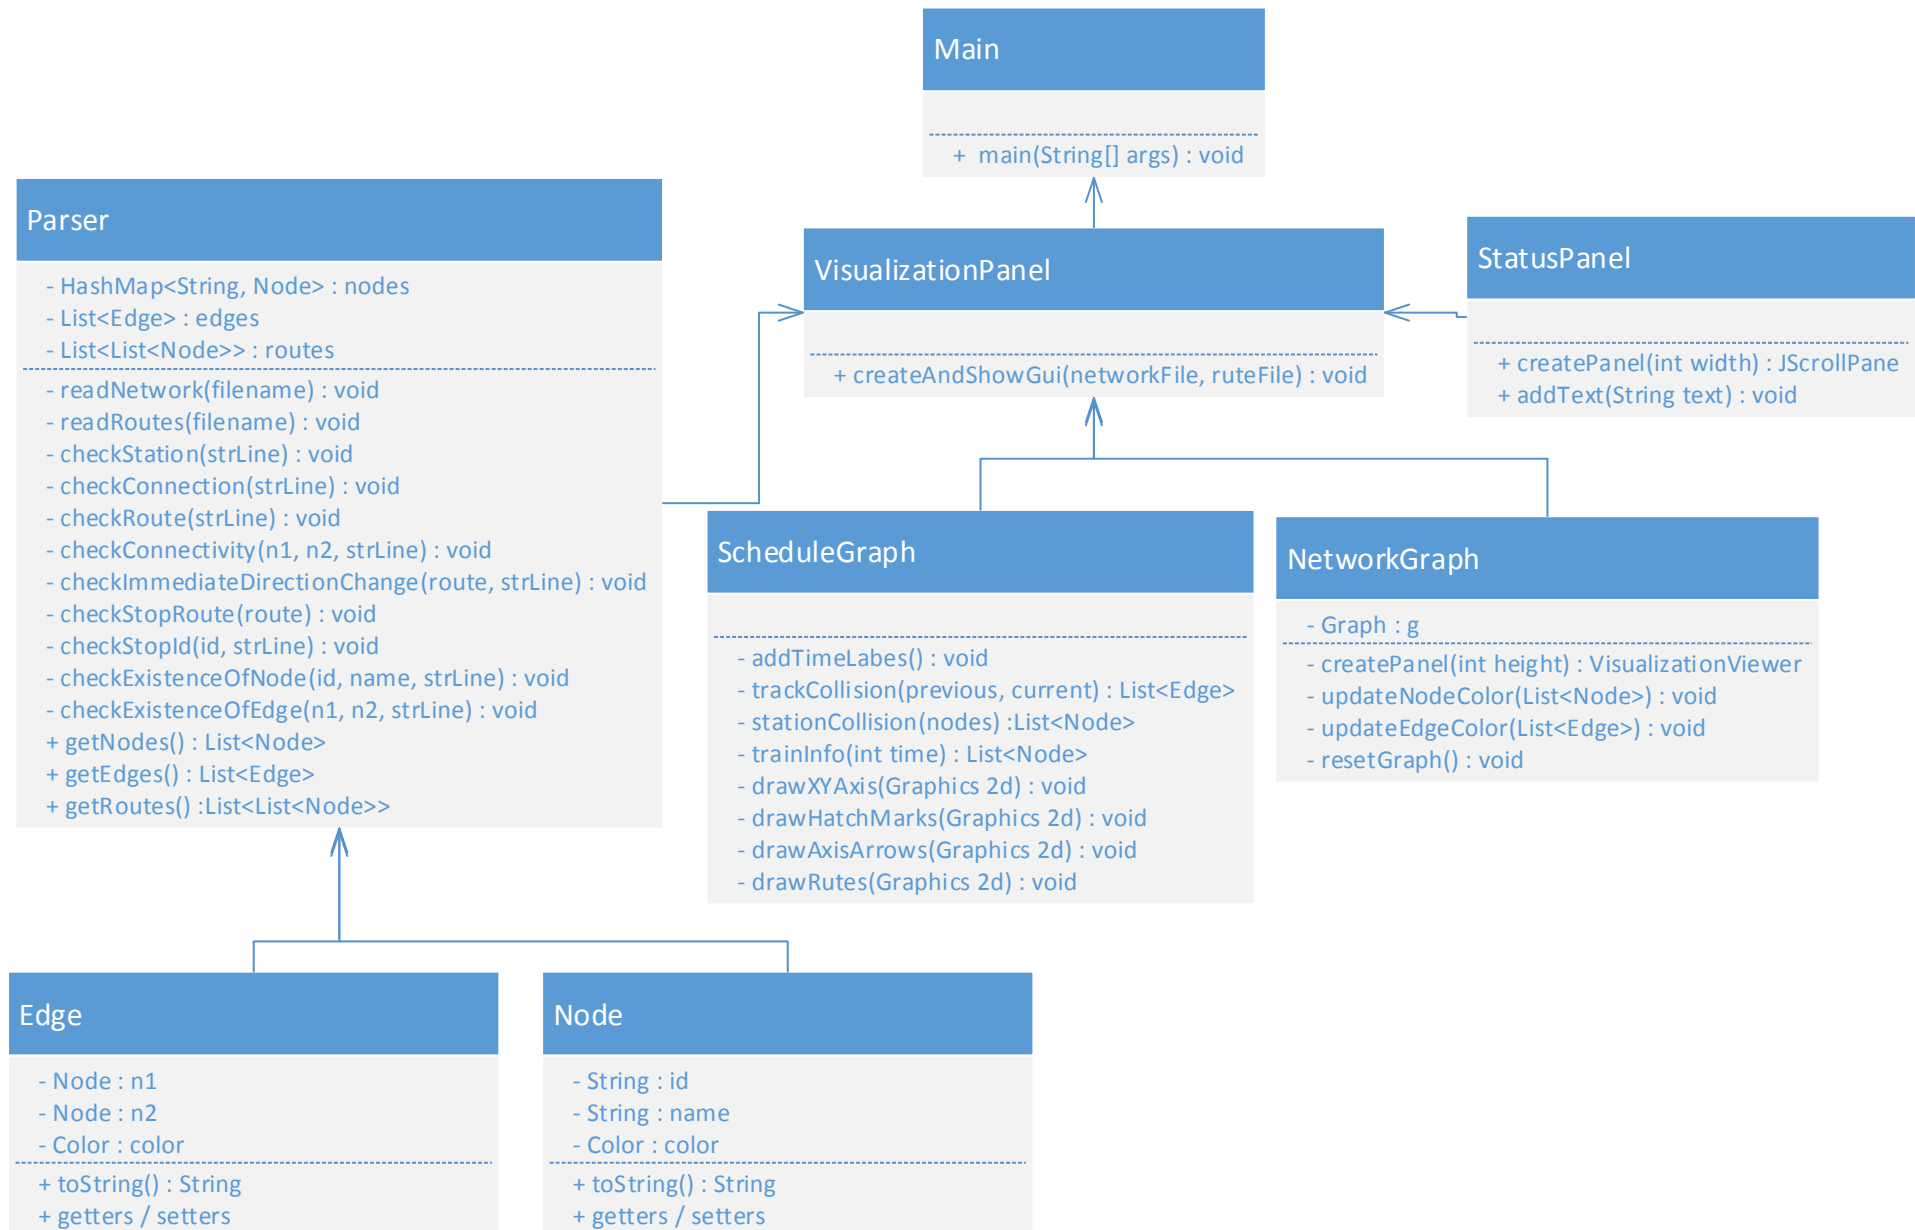 Main
+ main(String[] args) : void
Parser
- HashMap<String, Node> : nodes
- List<Edge> : edges
- List<List<Node>> : routes
- readNetwork(filename) : void
- readRoutes(filename) : void
- checkStation(strLine) : void
- checkConnection(strLine) : void
- checkRoute(strLine) : void
- checkConnectivity(n1, n2, strLine) : void
- checkImmediateDirectionChange(route, strLine) : void
- checkStopRoute(route) : void
- checkStopId(id, strLine) : void
- checkExistenceOfNode(id, name, strLine) : void
- checkExistenceOfEdge(n1, n2, strLine) : void
+ getNodes() : List<Node>
+ getEdges() : List<Edge>
+ getRoutes() :List<List<Node>>
VisualizationPanel
+ createAndShowGui(networkFile, ruteFile) : void
StatusPanel
+ createPanel(int width) : JScrollPane
+ addText(String text) : void
ScheduleGraph
- addTimeLabes() : void
- trackCollision(previous, current) : List<Edge>
- stationCollision(nodes) :List<Node>
- trainInfo(int time) : List<Node>
- drawXYAxis(Graphics 2d) : void
- drawHatchMarks(Graphics 2d) : void
- drawAxisArrows(Graphics 2d) : void
- drawRutes(Graphics 2d) : void
NetworkGraph
- Graph : g
- createPanel(int height) : VisualizationViewer
- updateNodeColor(List<Node>) : void
- updateEdgeColor(List<Edge>) : void
- resetGraph() : void
Edge
- Node : n1
- Node : n2
- Color : color
+ toString() : String
+ getters / setters
Node
- String : id
- String : name
- Color : color
+ toString() : String
+ getters / setters